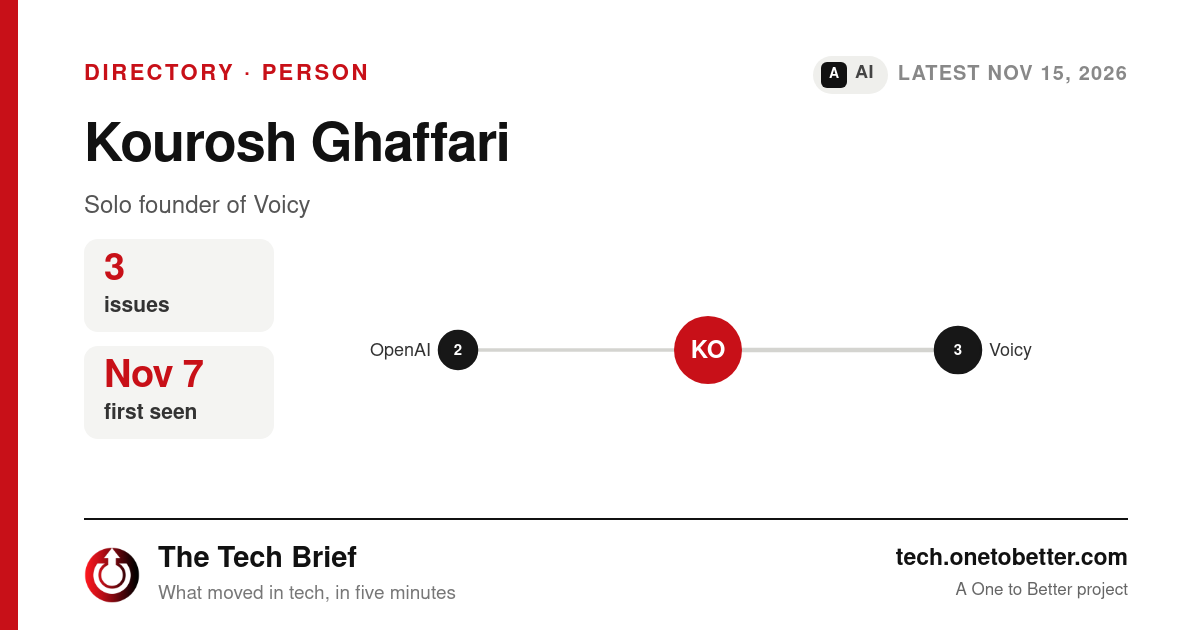 DIRECTORY · PERSON
A AI LATEST NOV 15, 2026
Kourosh Ghaffari
Solo founder of Voicy
3
issues
Nov 7
first seen
OpenAI 2 KO 3 Voicy
The Tech Brief
What moved in tech, in five minutes
tech.onetobetter.com
A One to Better project